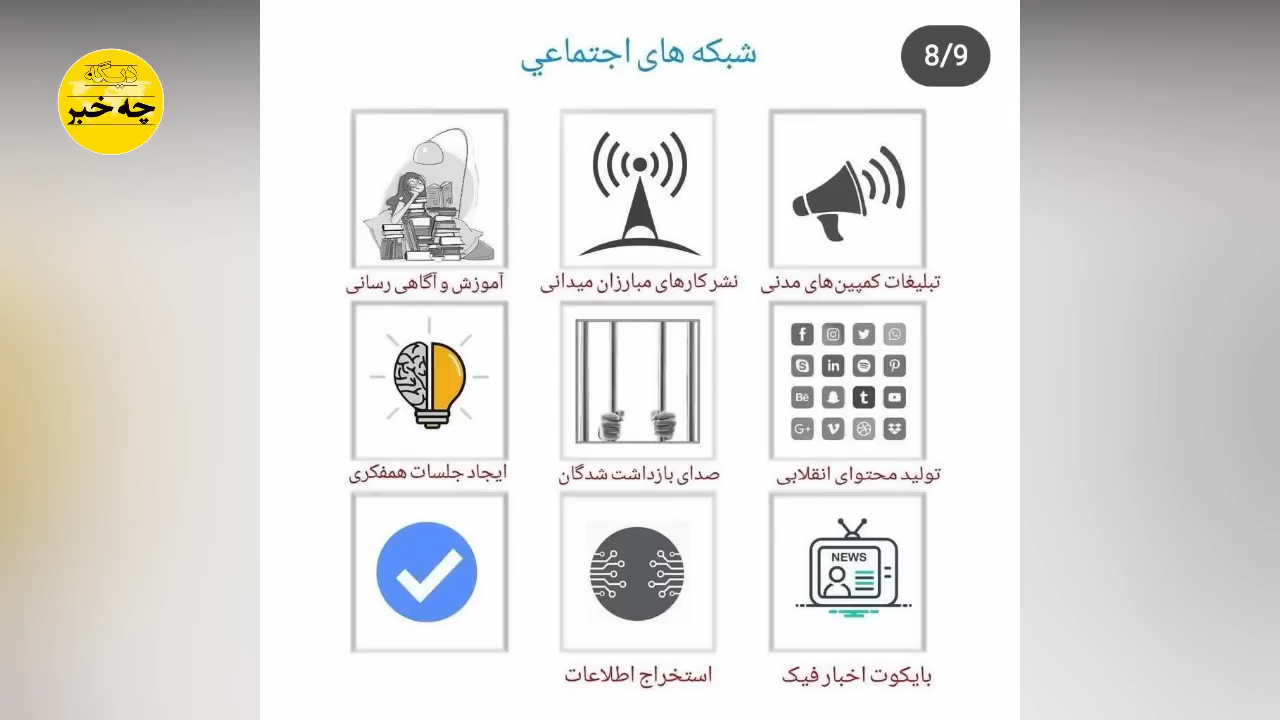 شبکه های اجتماعي
8/9
دیگه
چه خبر
تبلیغات کمپین‌های مدنی
نشر کارهای مبارزان میدانی
آموزش و آگاهی رسانی
تولید محتوای انقلابی
صدای بازداشت شدگان
ایجاد جلسات همفکری
Bē
G+
NEWS
بایکوت اخبار فیک
استخراج اطلاعات